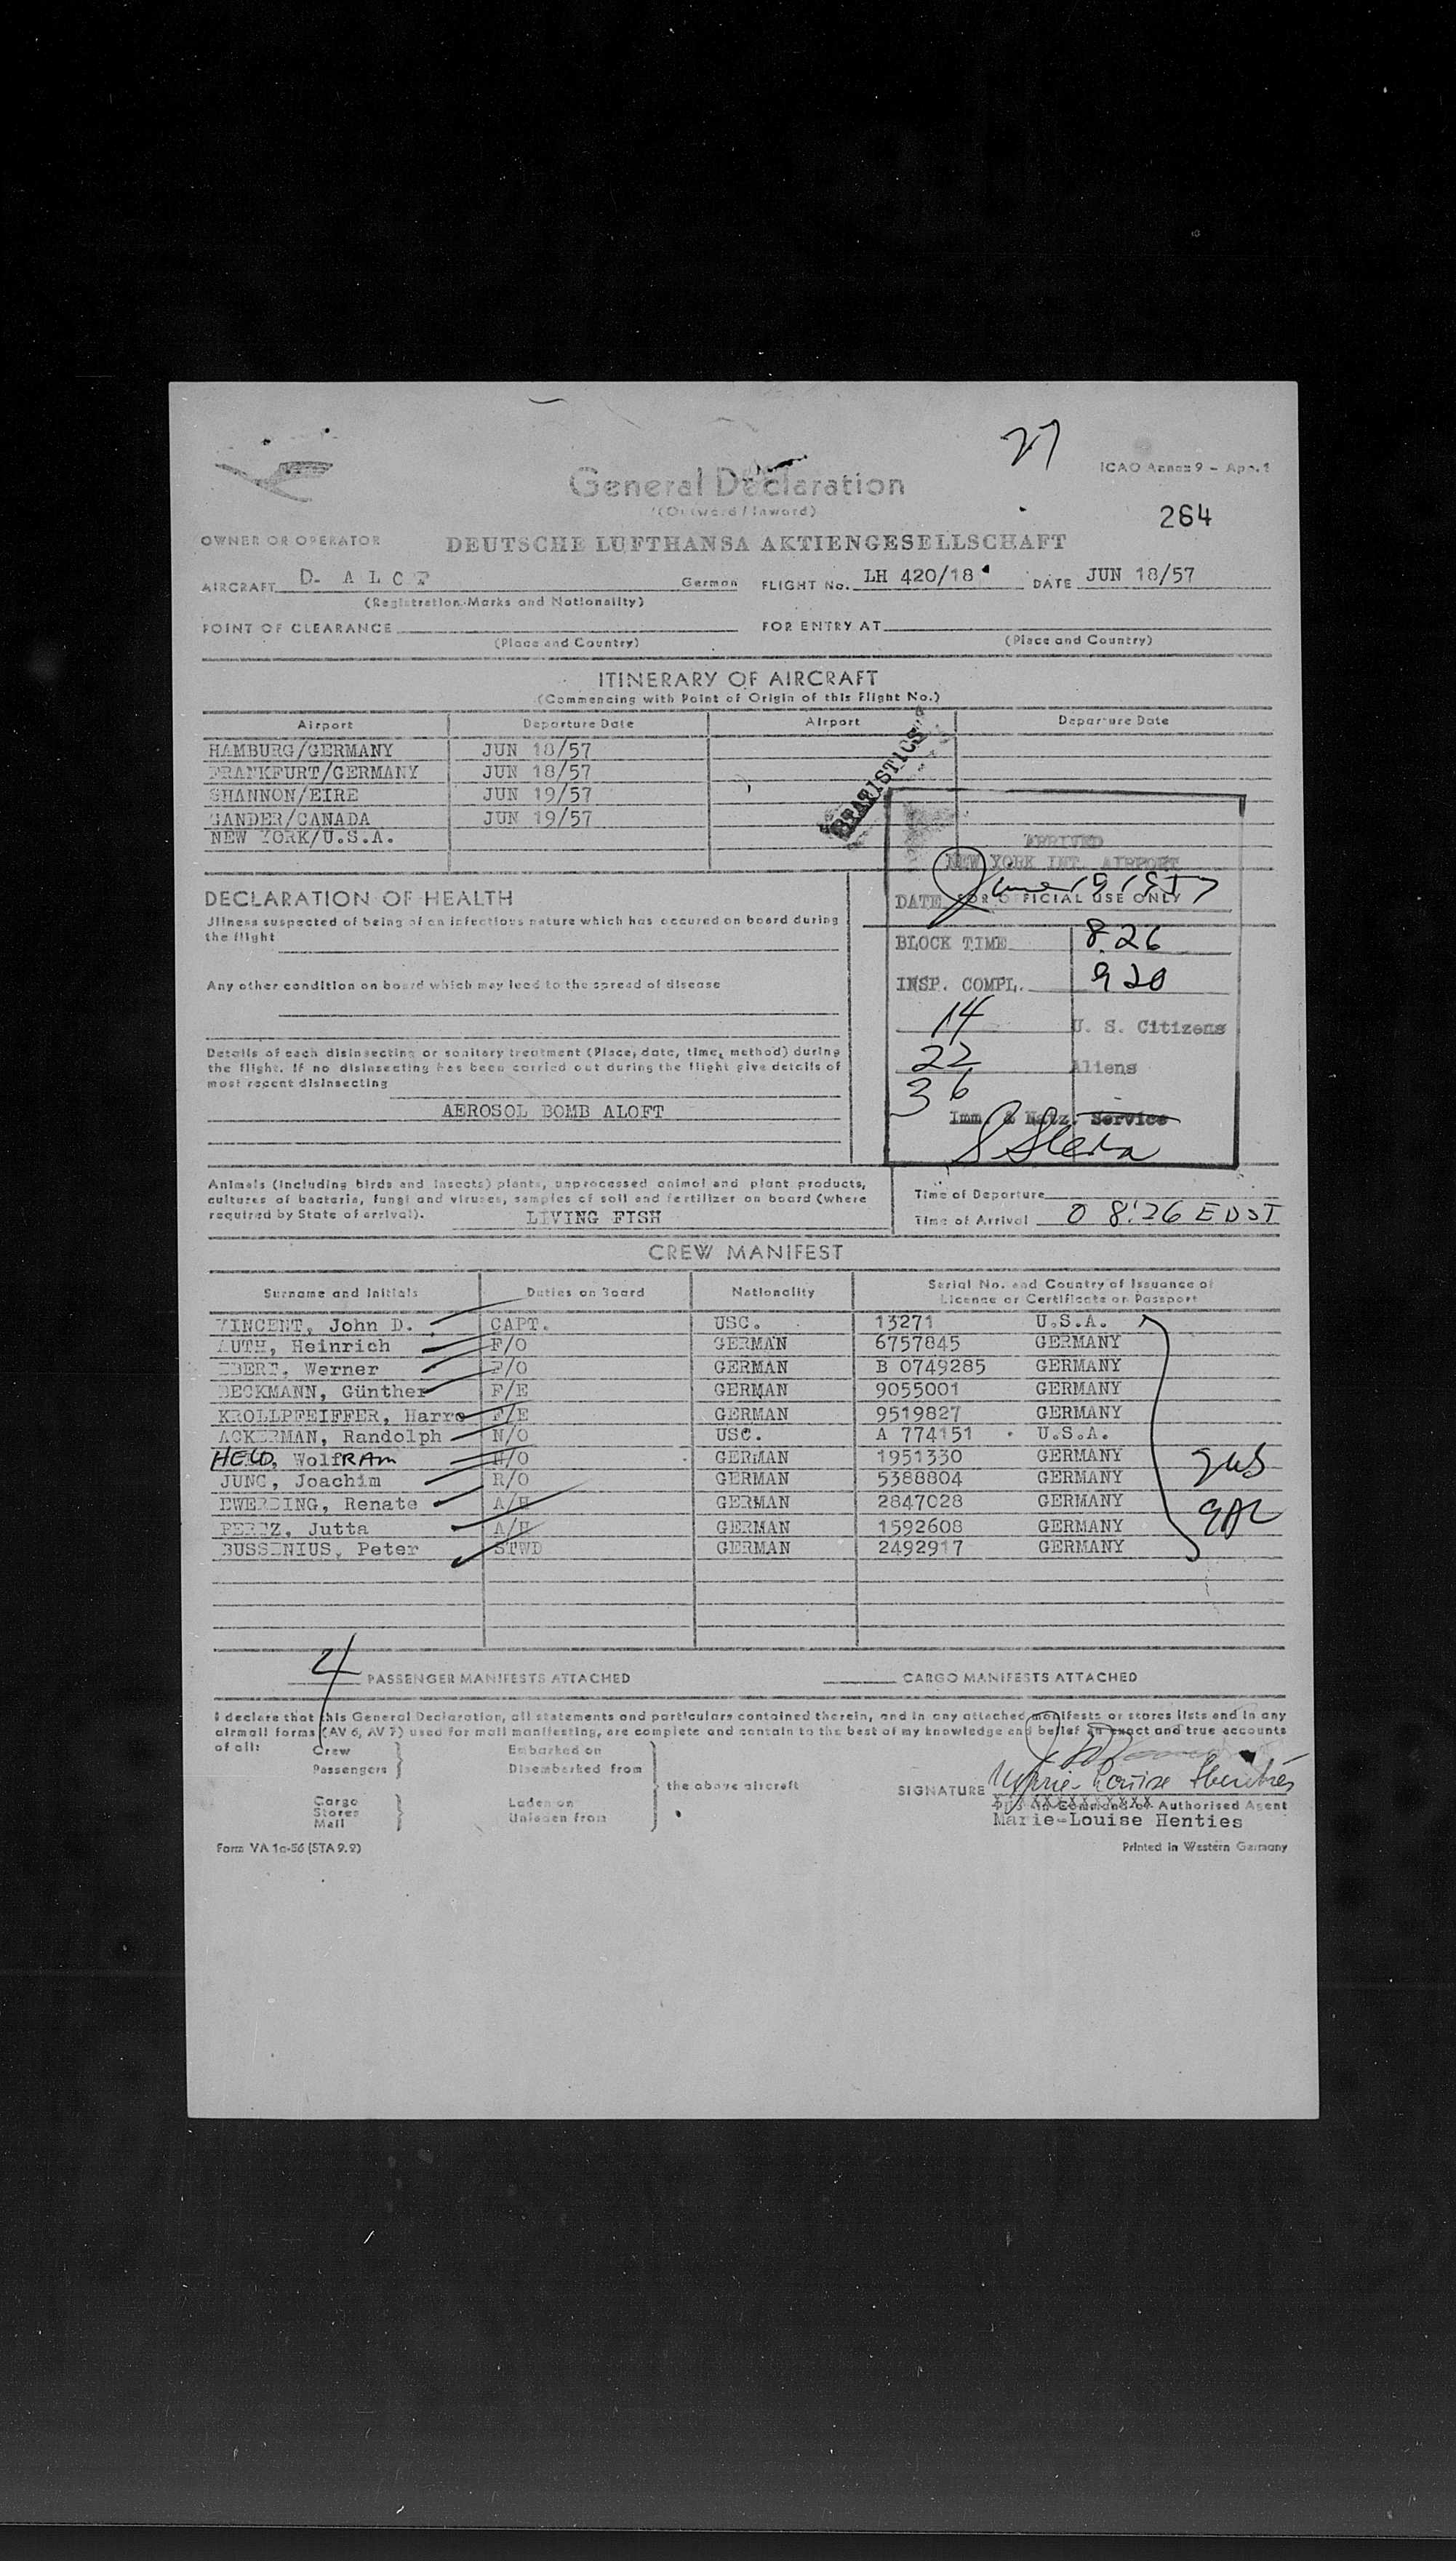 27
ICAO Annex 9 – App. 1
General Declaration
(Outward / Inward)
264
OWNER OR OPERATOR DEUTSCHE LUFTHANSA AKTIENGESELLSCHAFT
AIRCRAFT D- A L O P German FLIGHT No. LH 420/18 DATE JUN 18/57
(Registration Marks and Nationality)
POINT OF CLEARANCE FOR ENTRY AT
(Place and Country) (Place and Country)
ITINERARY OF AIRCRAFT
(Commencing with Point of Origin of this Flight No.)
Airport Departure Date Airport Departure Date
HAMBURG/GERMANY JUN 18/57
FRANKFURT/GERMANY JUN 18/57
SHANNON/EIRE JUN 19/57
GANDER/CANADA JUN 19/57
NEW YORK/U.S.A.
STATISTICS
ARRIVED
NEW YORK INT. AIRPORT
DATE June 19 1957
FOR OFFICIAL USE ONLY
BLOCK TIME 8 26
INSP. COMPL. 9 20
14 U. S. Citizens
22 Aliens
36
Imm. & Natz. Service
DECLARATION OF HEALTH
Illness suspected of being of an infectious nature which has occured on board during
the flight
Any other condition on board which may lead to the spread of disease
Details of each disinsecting or sanitary treatment (Place, date, time, method) during
the flight. If no disinsecting has been carried out during the flight give details of
most recent disinsecting
AEROSOL BOMB ALOFT
Animals (including birds and insects) plants, unprocessed animal and plant products,
cultures of bacteria, fungi and viruses, samples of soil and fertilizer on board (where
required by State of arrival). LIVING FISH
Time of Departure
Time of Arrival 0 8:26 EDST
CREW MANIFEST
Surname and Initials Duties on Board Nationality Serial No. and Country of Issuance of
Licence or Certificate or Passport
VINCENT, John D. CAPT. USC. 13271 U.S.A.
AUTH, Heinrich F/O GERMAN 6757845 GERMANY
EBERT, Werner F/O GERMAN B 0749285 GERMANY
BECKMANN, Günther F/E GERMAN 9055001 GERMANY
KROLLPFEIFFER, Harro F/E GERMAN 9519827 GERMANY
ACKERMAN, Randolph N/O USC. A 774151 U.S.A.
HELD, WolfRAM N/O GERMAN 1951330 GERMANY
JUNG, Joachim R/O GERMAN 5388804 GERMANY
EWERDING, Renate A/H GERMAN 2847028 GERMANY
PERTZ, Jutta A/H GERMAN 1592608 GERMANY
BUSSENIUS, Peter STWD GERMAN 2492917 GERMANY
4 PASSENGER MANIFESTS ATTACHED CARGO MANIFESTS ATTACHED
I declare that this General Declaration, all statements and particulars contained therein, and in any attached manifests or stores lists and in any
airmail forms (AV 6, AV 7) used for mail manifesting, are complete and contain to the best of my knowledge and belief an exact and true accounts
of all:
Crew
Passengers
Embarked on
Disembarked from
the above aircraft
Cargo
Stores
Mail
Laden on
Unladen from
SIGNATURE Marie-Louise Henties
Pilot in Command or Authorised Agent
Marie-Louise Henties
Form VA 1a-56 (STA 9.2) Printed in Western Germany